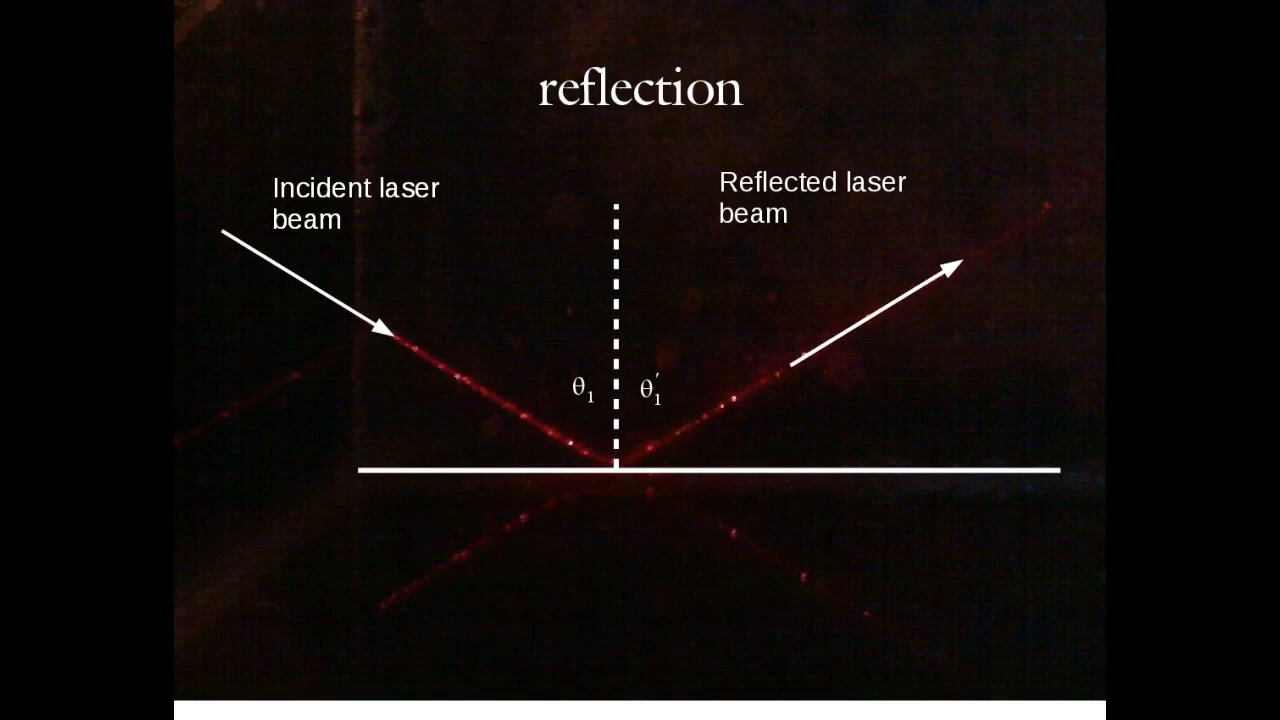 reflection
Incident laser
beam
Reflected laser
beam
θ₁
θ₁′